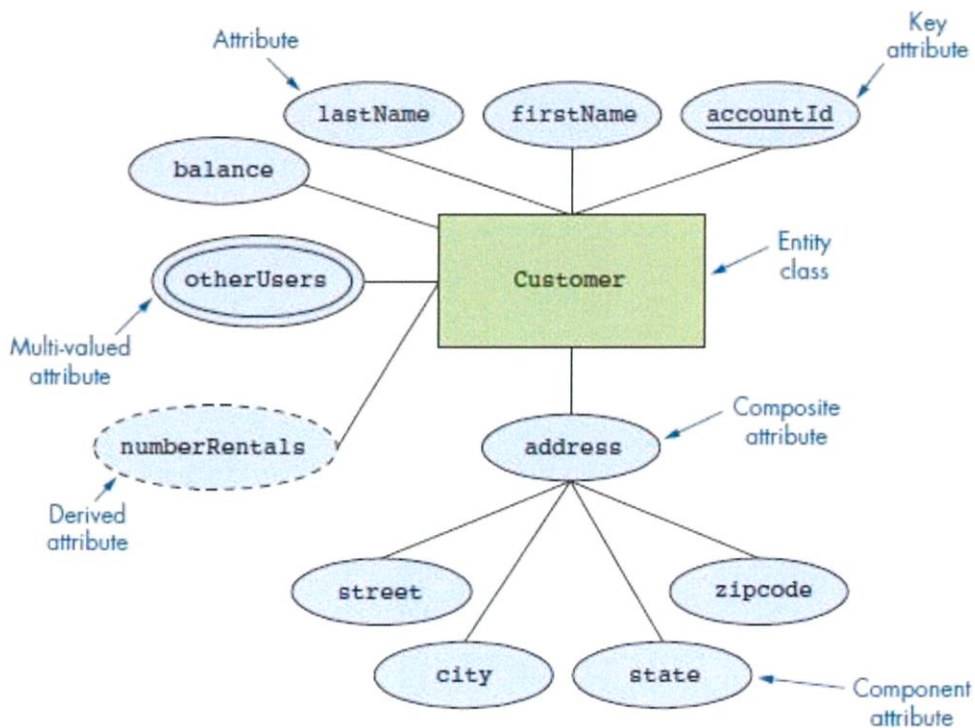 Attribute
Key
attribute
lastName
firstName
accountId
balance
otherUsers
Customer
Entity
class
Multi-valued
attribute
numberRentals
address
Composite
attribute
Derived
attribute
street
zipcode
city
state
Component
attribute